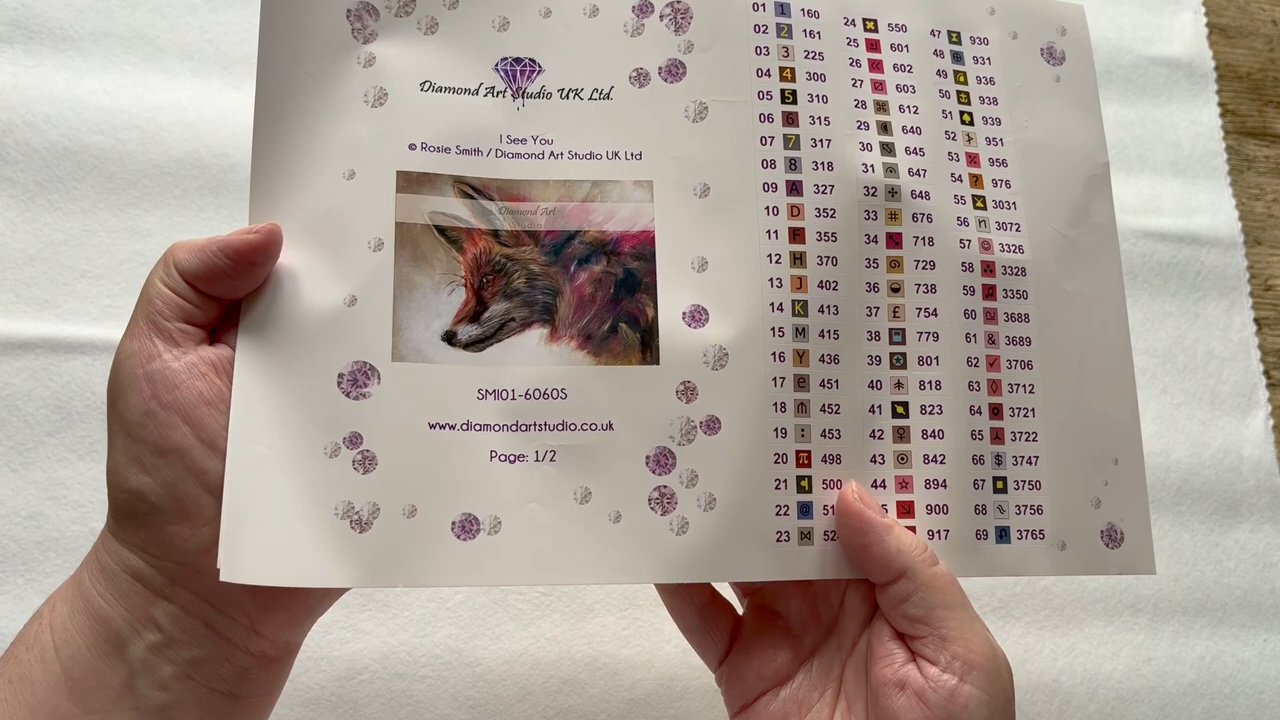 Diamond Art Studio UK Ltd.
I See You
© Rosie Smith / Diamond Art Studio UK Ltd
Diamond Art
Studio
SMI01-6060S
www.diamondartstudio.co.uk
Page: 1/2
01 1 160
02 2 161
03 3 225
04 4 300
05 5 310
06 6 315
07 7 317
08 8 318
09 A 327
10 D 352
11 F 355
12 H 370
13 J 402
14 K 413
15 M 415
16 Y 436
17 e 451
18 m 452
19 : 453
20 π 498
21 500
22 @ 51
23 ⋈ 52
24 ✖ 550
25 601
26 « 602
27 603
28 ⌘ 612
29 640
30 645
31 647
32 648
33 # 676
34 718
35 729
36 738
37 £ 754
38 779
39 801
40 818
41 823
42 ♀ 840
43 ⊙ 842
44 ☆ 894
5 900
917
47 930
48 ⊕ 931
49 936
50 938
51 ♠ 939
52 951
53 956
54 ? 976
55 3031
56 n 3072
57 ☺ 3326
58 3328
59 ♫ 3350
60 3688
61 & 3689
62 ✓ 3706
63 ◊ 3712
64 3721
65 3722
66 $ 3747
67 ■ 3750
68 3756
69 3765